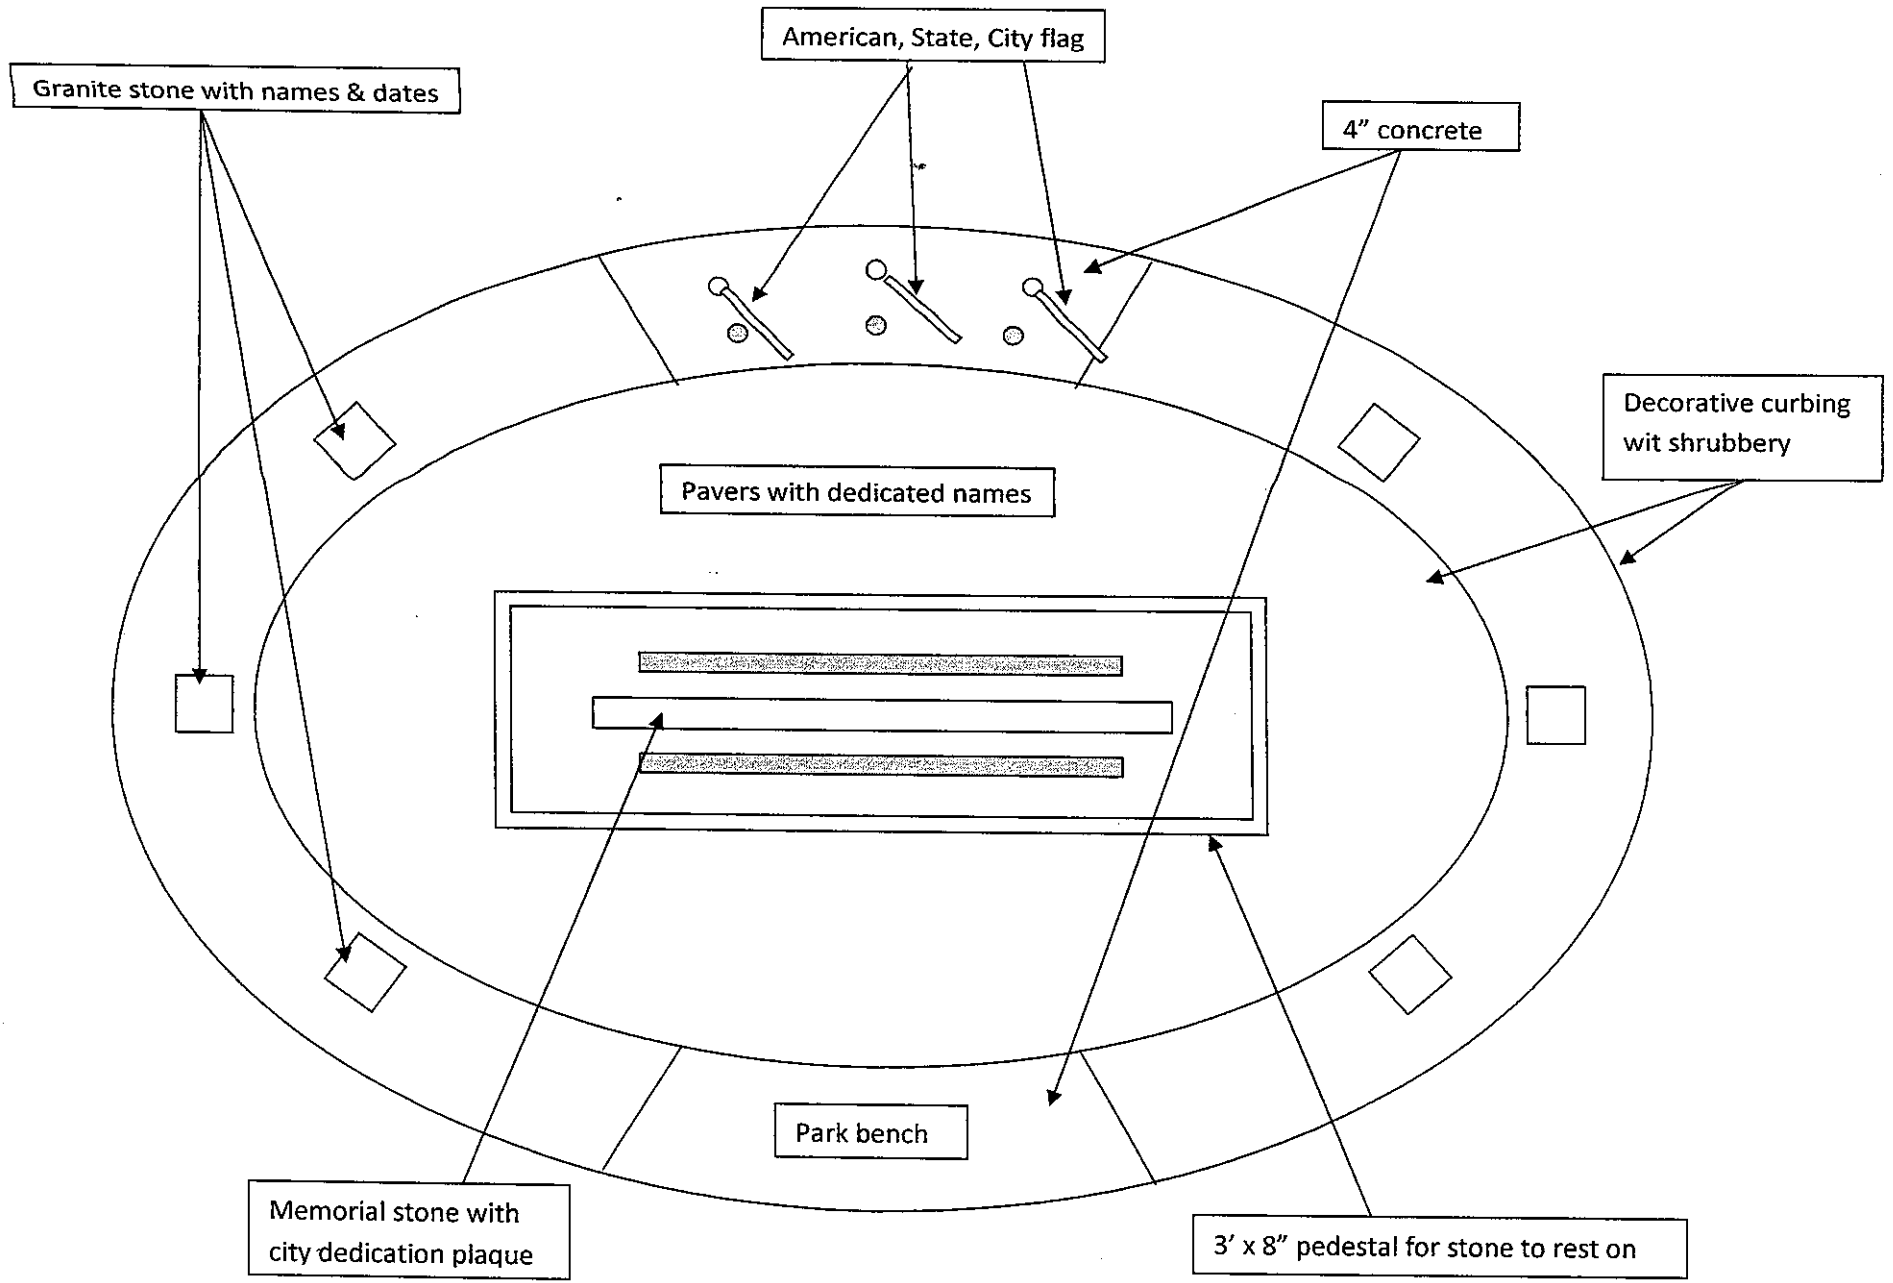 American, State, City flag
Granite stone with names & dates
4” concrete
Decorative curbing
wit shrubbery
Pavers with dedicated names
Park bench
Memorial stone with
city dedication plaque
3’ x 8” pedestal for stone to rest on